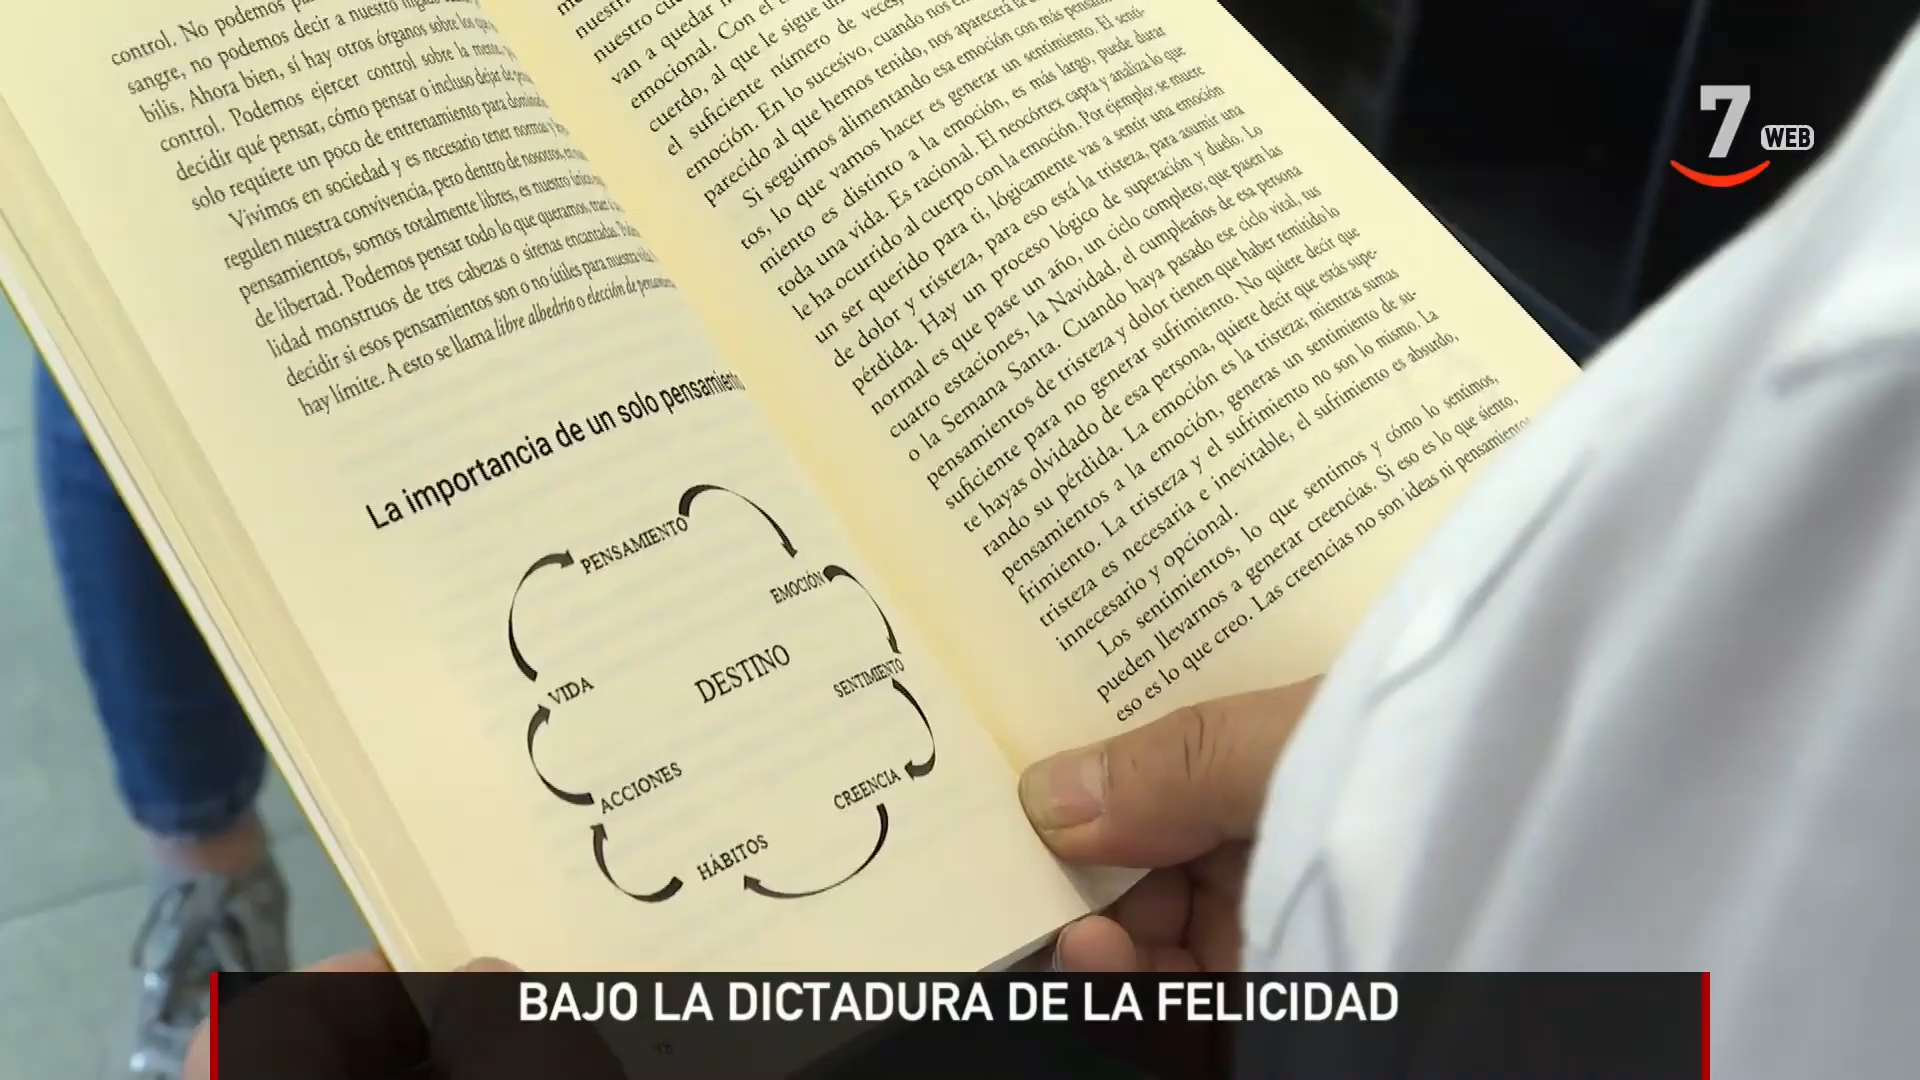 control. No podemos
sangre, no podemos decir a nuestro hígado
bilis. Ahora bien, sí hay otros órganos sobre los que
control. Podemos ejercer control sobre la mente,
decidir qué pensar, cómo pensar o incluso dejar de
solo requiere un poco de entrenamiento para
Vivimos en sociedad y es necesario tener normas
regulen nuestra convivencia, pero dentro de nosotros,
pensamientos, somos totalmente libres, es nuestro único
de libertad. Podemos pensar todo lo que queramos,
lidad monstruos de tres cabezas o sirenas encantadas.
decidir si esos pensamientos son o no útiles para nuestra
hay límite. A esto se llama libre albedrío o elección de
La importancia de un solo pensamiento
PENSAMIENTO
EMOCIÓN
SENTIMIENTO
CREENCIA
HÁBITOS
ACCIONES
VIDA
DESTINO
nuestro
van a quedar
emocional. Con el
cuerdo, al que le sigue
el suficiente número de veces,
emoción. En lo sucesivo, cuando nos
parecido al que hemos tenido, nos aparecerá la
Si seguimos alimentando esa emoción con más
tos, lo que vamos hacer es generar un sentimiento. El senti-
miento es distinto a la emoción, es más largo, puede durar
toda una vida. Es racional. El neocórtex capta y analiza lo que
le ha ocurrido al cuerpo con la emoción. Por ejemplo: se muere
un ser querido para ti, lógicamente vas a sentir una emoción
de dolor y tristeza, para eso está la tristeza, para asumir una
pérdida. Hay un proceso lógico de superación y duelo. Lo
normal es que pase un año, un ciclo completo; que pasen las
cuatro estaciones, la Navidad, el cumpleaños de esa persona
o la Semana Santa. Cuando haya pasado ese ciclo vital, tus
pensamientos de tristeza y dolor tienen que haber remitido lo
suficiente para no generar sufrimiento. No quiere decir que
te hayas olvidado de esa persona, quiere decir que estás supe-
rando su pérdida. La emoción es la tristeza; mientras sumas
pensamientos a la emoción, generas un sentimiento de su-
frimiento. La tristeza y el sufrimiento no son lo mismo. La
tristeza es necesaria e inevitable, el sufrimiento es absurdo,
innecesario y opcional.
Los sentimientos, lo que sentimos y cómo lo sentimos,
pueden llevarnos a generar creencias. Si eso es lo que siento,
eso es lo que creo. Las creencias no son ideas ni pensamientos
7 WEB
BAJO LA DICTADURA DE LA FELICIDAD